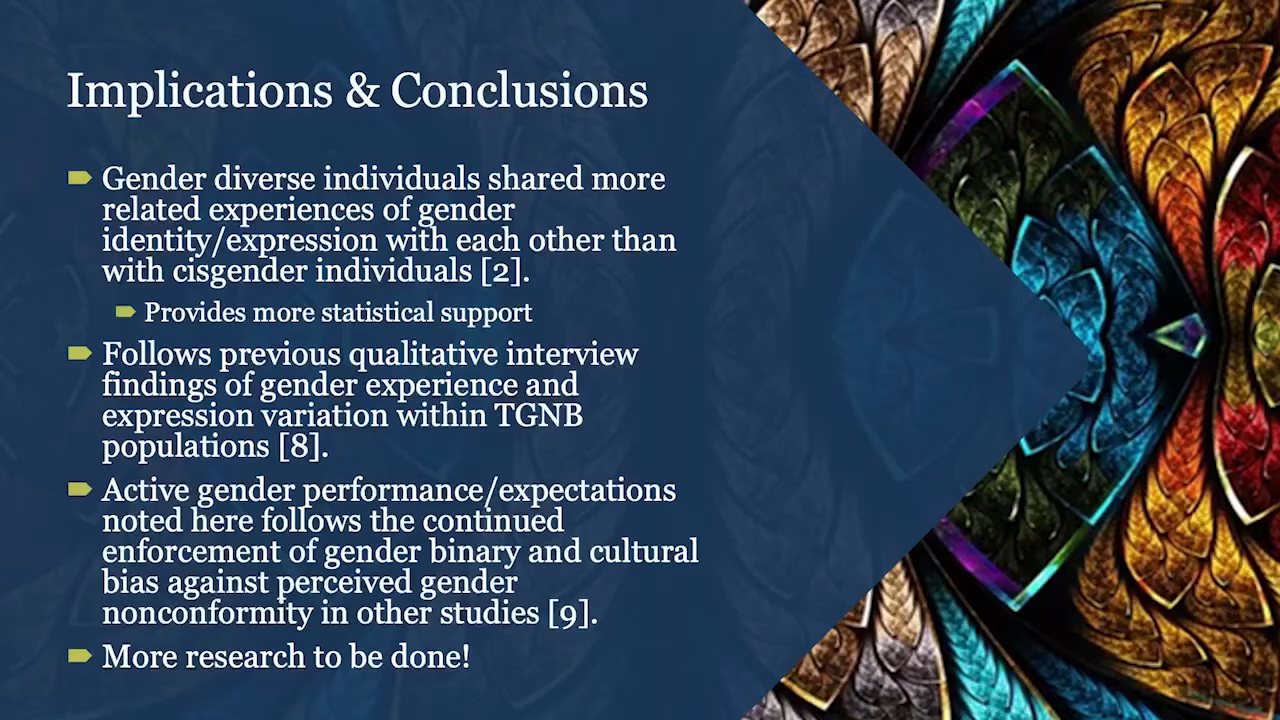 Implications & Conclusions
Gender diverse individuals shared more
related experiences of gender
identity/expression with each other than
with cisgender individuals [2].
Provides more statistical support
Follows previous qualitative interview
findings of gender experience and
expression variation within TGNB
populations [8].
Active gender performance/expectations
noted here follows the continued
enforcement of gender binary and cultural
bias against perceived gender
nonconformity in other studies [9].
More research to be done!